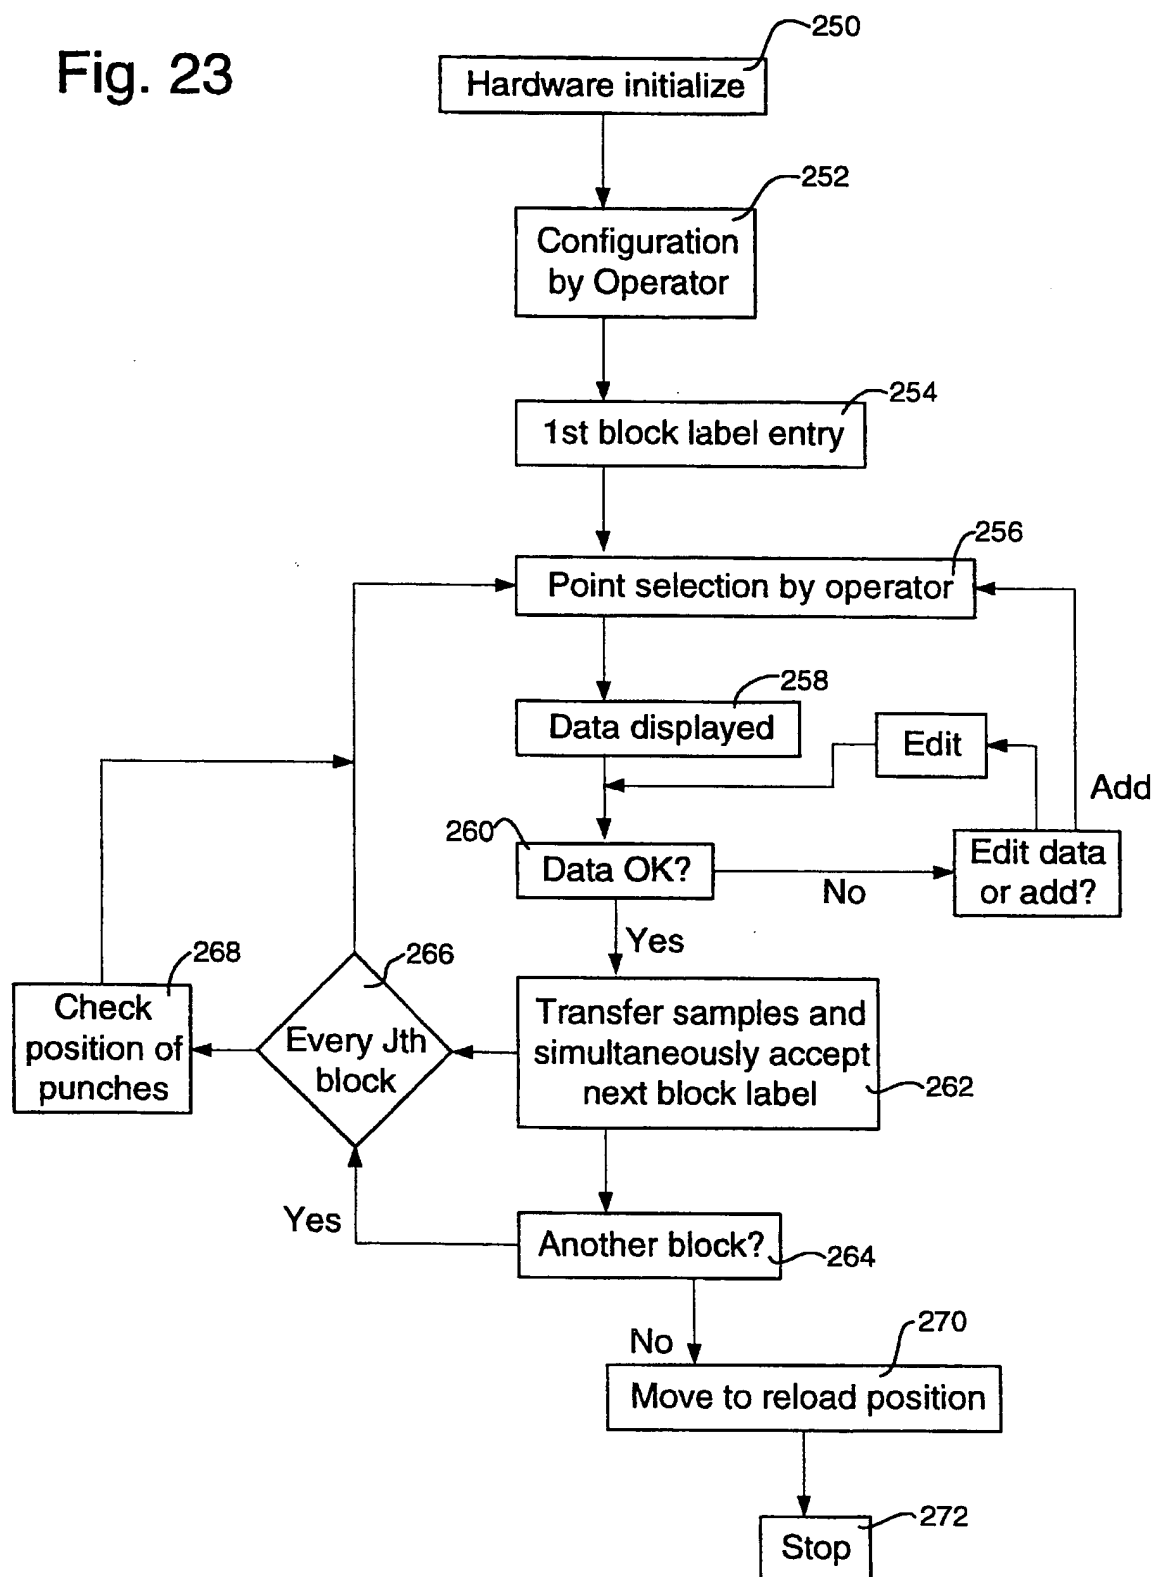 Fig. 23
250
Hardware initialize
252
Configuration
by Operator
254
1st block label entry
256
Point selection by operator
258
Data displayed
Edit
Add
260
Data OK?
No
Edit data
or add?
Yes
268
266
Check
position of
punches
Every Jth
block
Transfer samples and
simultaneously accept
next block label
262
Yes
Another block?
264
No
270
Move to reload position
272
Stop